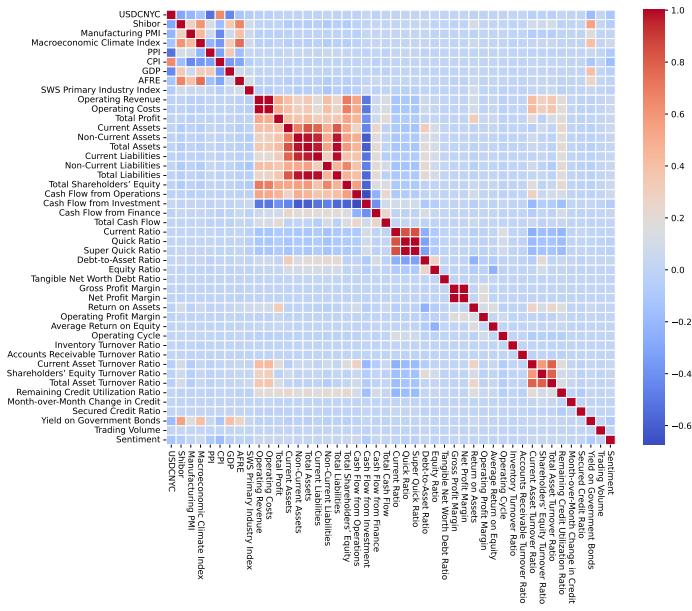 USDCNYC
Shibor
Manufacturing PMI
Macroeconomic Climate Index
PPI
CPI
GDP
AFRE
SWS Primary Industry Index
Operating Revenue
Operating Costs
Total Profit
Current Assets
Non-Current Assets
Total Assets
Current Liabilities
Non-Current Liabilities
Total Liabilities
Total Shareholders' Equity
Cash Flow from Operations
Cash Flow from Investment
Cash Flow from Finance
Total Cash Flow
Current Ratio
Quick Ratio
Super Quick Ratio
Debt-to-Asset Ratio
Equity Ratio
Tangible Net Worth Debt Ratio
Gross Profit Margin
Net Profit Margin
Return on Assets
Operating Profit Margin
Average Return on Equity
Operating Cycle
Inventory Turnover Ratio
Accounts Receivable Turnover Ratio
Current Asset Turnover Ratio
Shareholders' Equity Turnover Ratio
Total Asset Turnover Ratio
Remaining Credit Utilization Ratio
Month-over-Month Change in Credit
Secured Credit Ratio
Yield on Government Bonds
Trading Volume
Sentiment
USDCNYC
Shibor
Manufacturing PMI
Macroeconomic Climate Index
PPI
CPI
GDP
AFRE
SWS Primary Industry Index
Operating Revenue
Operating Costs
Total Profit
Current Assets
Non-Current Assets
Total Assets
Current Liabilities
Non-Current Liabilities
Total Liabilities
Total Shareholders' Equity
Cash Flow from Operations
Cash Flow from Investment
Cash Flow from Finance
Total Cash Flow
Current Ratio
Quick Ratio
Super Quick Ratio
Debt-to-Asset Ratio
Equity Ratio
Tangible Net Worth Debt Ratio
Gross Profit Margin
Net Profit Margin
Return on Assets
Operating Profit Margin
Average Return on Equity
Operating Cycle
Inventory Turnover Ratio
Accounts Receivable Turnover Ratio
Current Asset Turnover Ratio
Shareholders' Equity Turnover Ratio
Total Asset Turnover Ratio
Remaining Credit Utilization Ratio
Month-over-Month Change in Credit
Secured Credit Ratio
Yield on Government Bonds
Trading Volume
Sentiment
1.0
0.8
0.6
0.4
0.2
0.0
−0.2
−0.4
−0.6